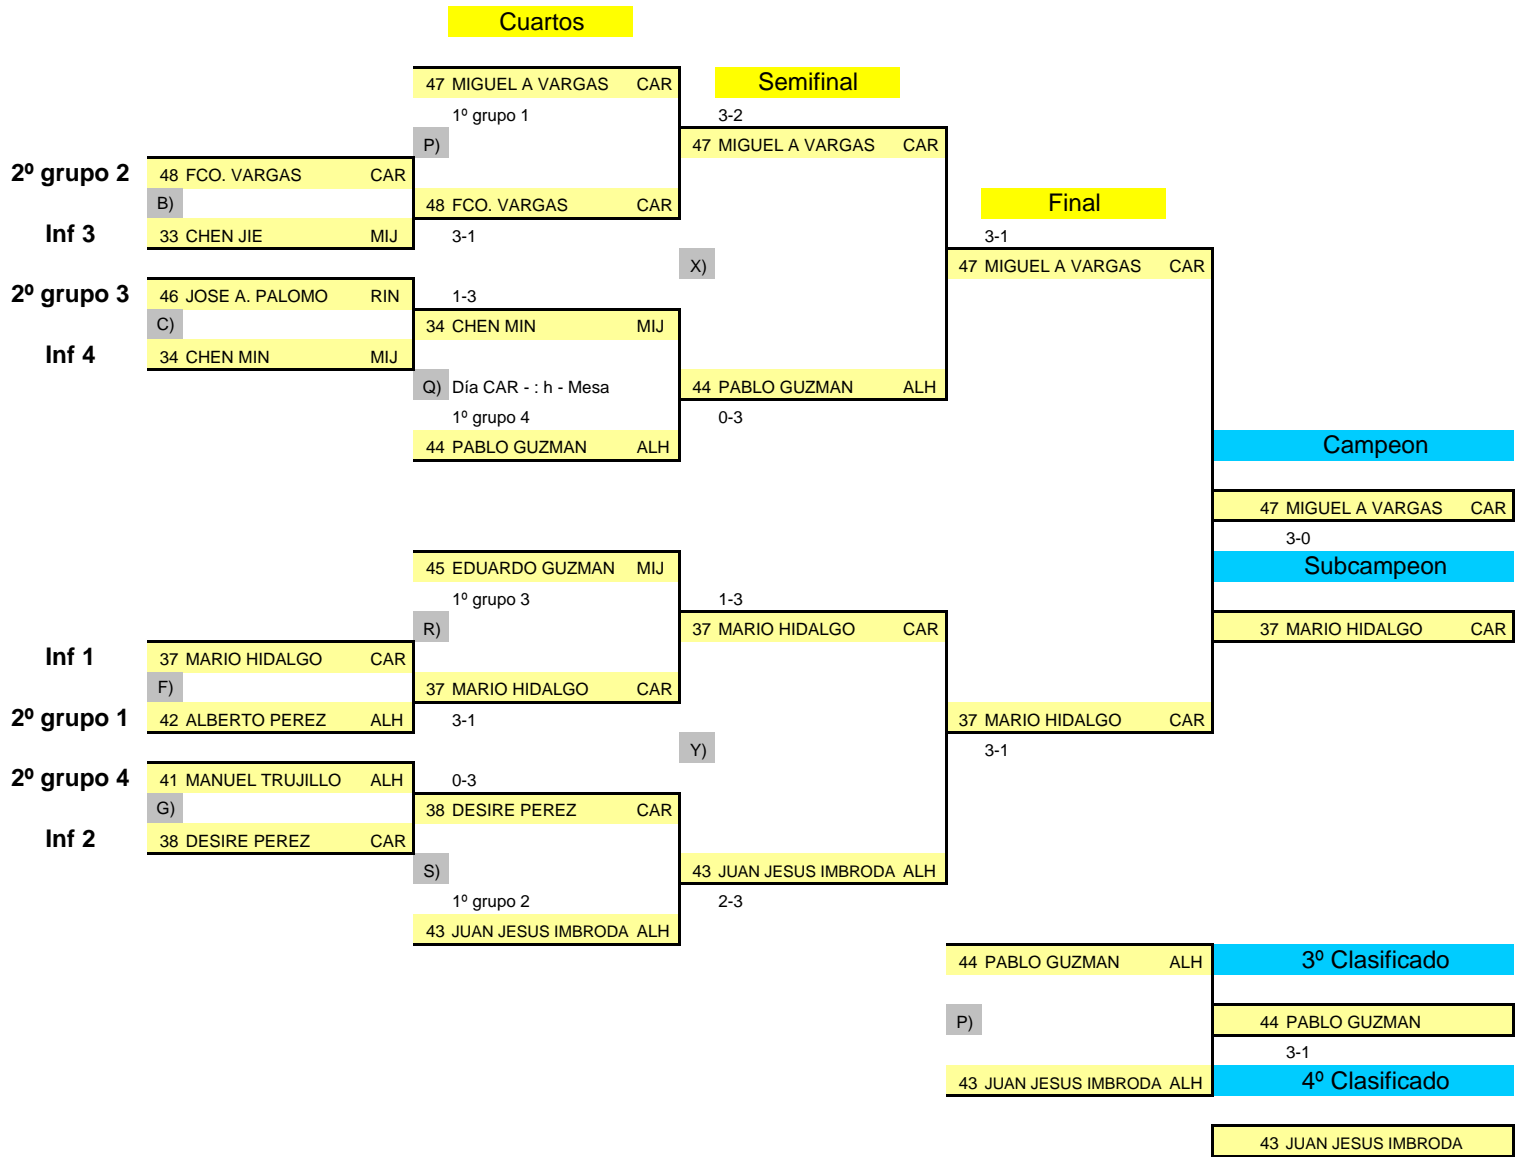 Cuartos
47 MIGUEL A VARGAS CAR
Semifinal
1º grupo 1
3-2
P)
47 MIGUEL A VARGAS CAR
2º grupo 2
48 FCO. VARGAS CAR
B)
48 FCO. VARGAS CAR
Final
Inf 3
33 CHEN JIE MIJ
3-1
3-1
X)
47 MIGUEL A VARGAS CAR
2º grupo 3
46 JOSE A. PALOMO RIN
1-3
C)
34 CHEN MIN MIJ
Inf 4
34 CHEN MIN MIJ
Q) Día CAR - : h - Mesa
44 PABLO GUZMAN ALH
1º grupo 4
0-3
44 PABLO GUZMAN ALH
Campeon
47 MIGUEL A VARGAS CAR
3-0
45 EDUARDO GUZMAN MIJ
Subcampeon
1º grupo 3
1-3
R)
37 MARIO HIDALGO CAR
37 MARIO HIDALGO CAR
Inf 1
37 MARIO HIDALGO CAR
F)
37 MARIO HIDALGO CAR
2º grupo 1
42 ALBERTO PEREZ ALH
3-1
37 MARIO HIDALGO CAR
Y)
3-1
2º grupo 4
41 MANUEL TRUJILLO ALH
0-3
G)
38 DESIRE PEREZ CAR
Inf 2
38 DESIRE PEREZ CAR
S)
43 JUAN JESUS IMBRODA ALH
1º grupo 2
2-3
43 JUAN JESUS IMBRODA ALH
44 PABLO GUZMAN ALH
3º Clasificado
P)
44 PABLO GUZMAN
3-1
43 JUAN JESUS IMBRODA ALH
4º Clasificado
43 JUAN JESUS IMBRODA